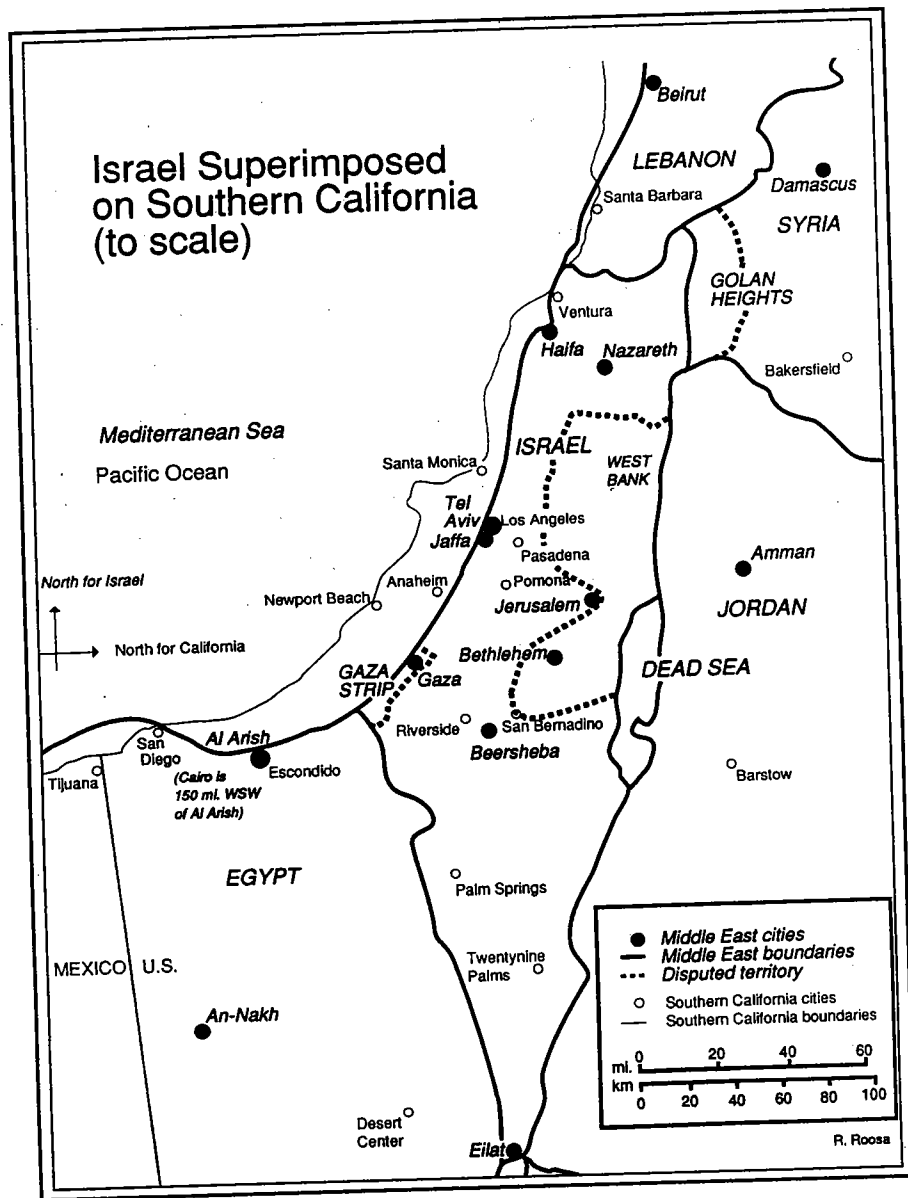 Israel Superimposed
on Southern California
(to scale)
Beirut
LEBANON
Damascus
Santa Barbara
SYRIA
GOLAN
HEIGHTS
Ventura
Haifa
Nazareth
Bakersfield
Mediterranean Sea
Pacific Ocean
ISRAEL
Santa Monica
WEST
BANK
Tel
Aviv
Los Angeles
Jaffa
Pasadena
Amman
North for Israel
Anaheim
Pomona
Newport Beach
Jerusalem
JORDAN
North for California
Bethlehem
DEAD SEA
GAZA
STRIP
Gaza
Riverside
San Bernadino
Beersheba
San
Diego
Al Arish
Tijuana
(Cairo is
150 mi. WSW
of Al Arish)
Escondido
Barstow
EGYPT
Palm Springs
MEXICO
U.S.
Twentynine
Palms
An-Nakh
Desert
Center
Eilat
Middle East cities
Middle East boundaries
Disputed territory
Southern California cities
Southern California boundaries
mi. 0 20 40 60
km 0 20 40 60 80 100
R. Roosa